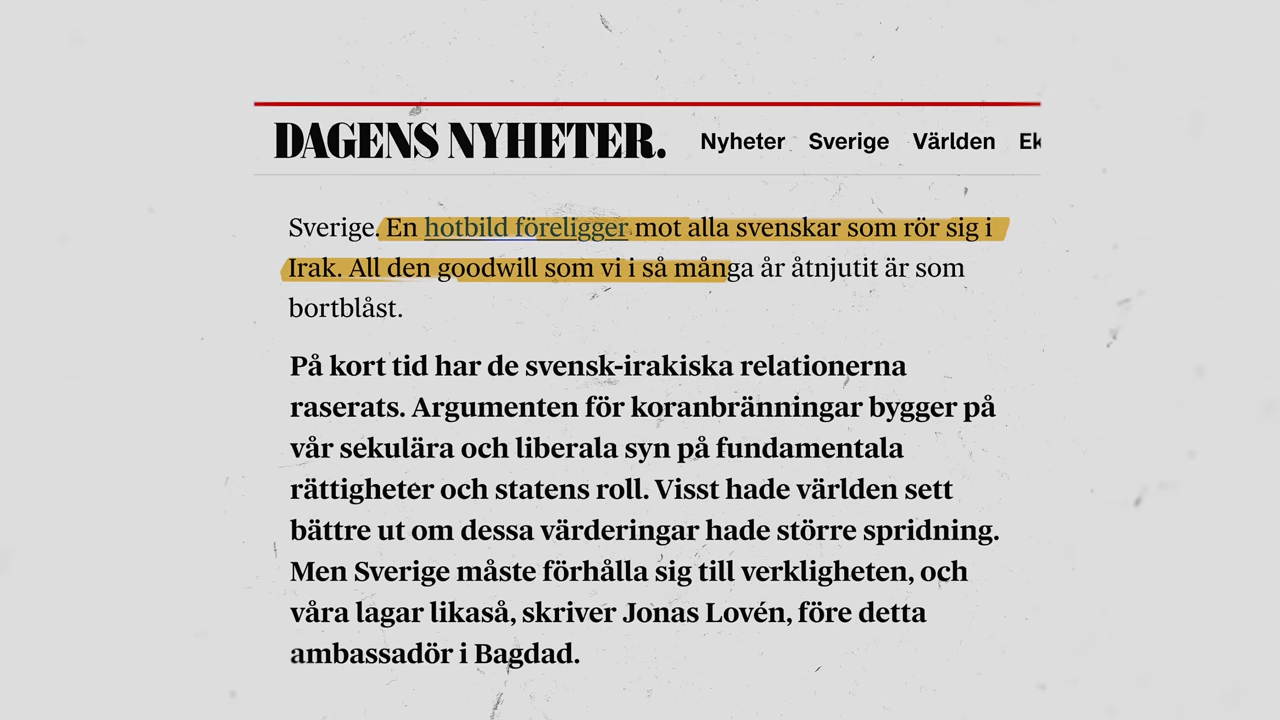 DAGENS NYHETER.
Nyheter Sverige Världen Ek
Sverige. En hotbild föreligger mot alla svenskar som rör sig i
Irak. All den goodwill som vi i så många år åtnjutit är som
bortblåst.
På kort tid har de svensk-irakiska relationerna
raserats. Argumenten för koranbränningar bygger på
vår sekulära och liberala syn på fundamentala
rättigheter och statens roll. Visst hade världen sett
bättre ut om dessa värderingar hade större spridning.
Men Sverige måste förhålla sig till verkligheten, och
våra lagar likaså, skriver Jonas Lovén, före detta
ambassadör i Bagdad.